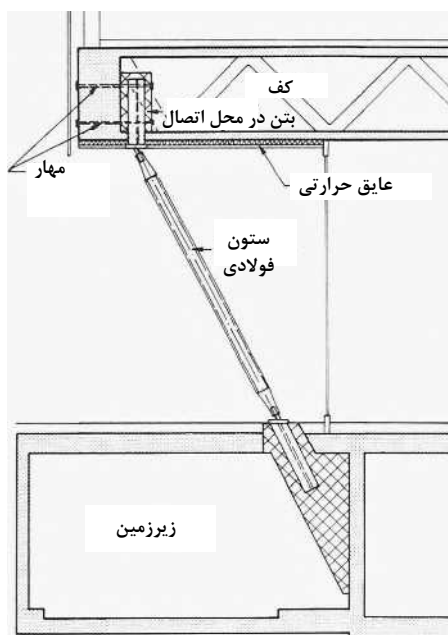 کف
بتن در محل اتصال
مهار
عایق حرارتی
ستون
فولادی
زیرزمین